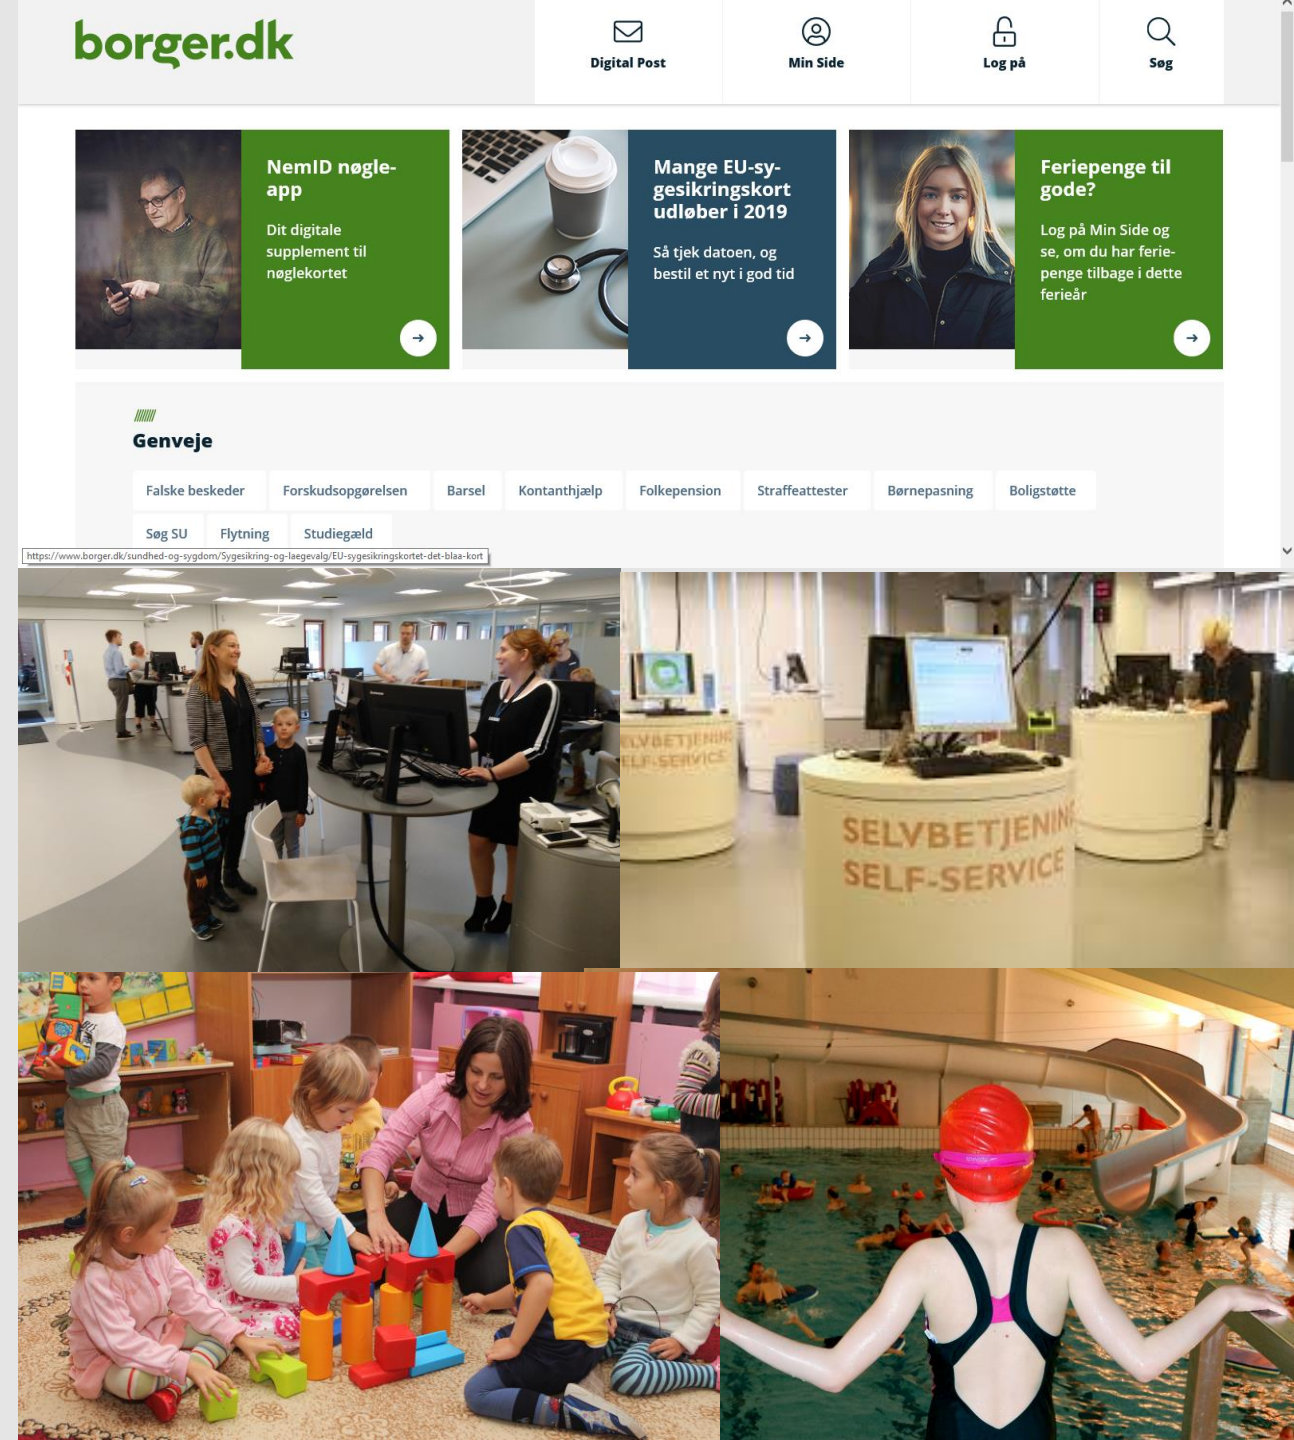 borger.dk
Digital Post
Min Side
Log på
Søg
NemID nøgle-
app
Dit digitale
supplement til
nøglekortet
Mange EU-sy-
gesikringskort
udløber i 2019
Så tjek datoen, og
bestil et nyt i god tid
Feriepenge til
gode?
Log på Min Side og
se, om du har ferie-
penge tilbage i dette
ferieår
Genveje
Falske beskeder Forskudsopgørelsen Barsel Kontanthjælp Folkepension Straffeattester Børnepasning Boligstøtte
Søg SU Flytning Studiegæld
https://www.borger.dk/sundhed-og-sygdom/Sygesikring-og-laegevalg/EU-sygesikringskortet-det-blaa-kort
ELVBETJENING
ELF-SERVICE
SELVBETJENIN
SELF-SERVICE